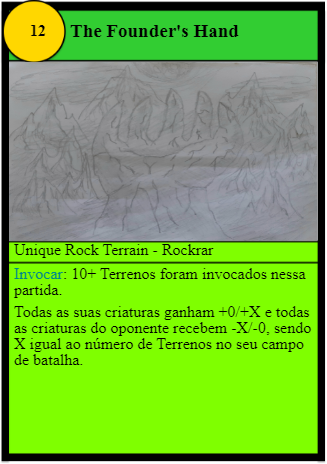 12
The Founder's Hand
Unique Rock Terrain - Rockrar
Invocar: 10+ Terrenos foram invocados nessa
partida.
Todas as suas criaturas ganham +0/+X e todas
as criaturas do oponente recebem -X/-0, sendo
X igual ao número de Terrenos no seu campo
de batalha.